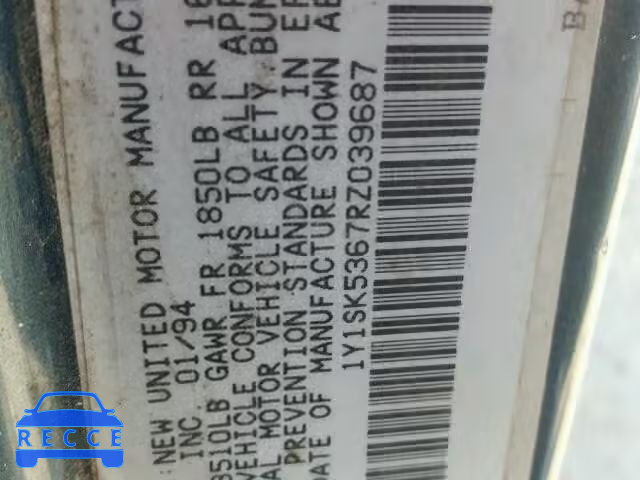 NEW UNITED MOTOR MANUFACT
INC. 01/94
3510LB GAWR FR 1850LB RR 16
VEHICLE CONFORMS TO ALL APP
AL MOTOR VEHICLE SAFETY BUM
PREVENTION STANDARDS IN EF
DATE OF MANUFACTURE SHOWN AB
1Y1SK5367RZ039687
RECCE